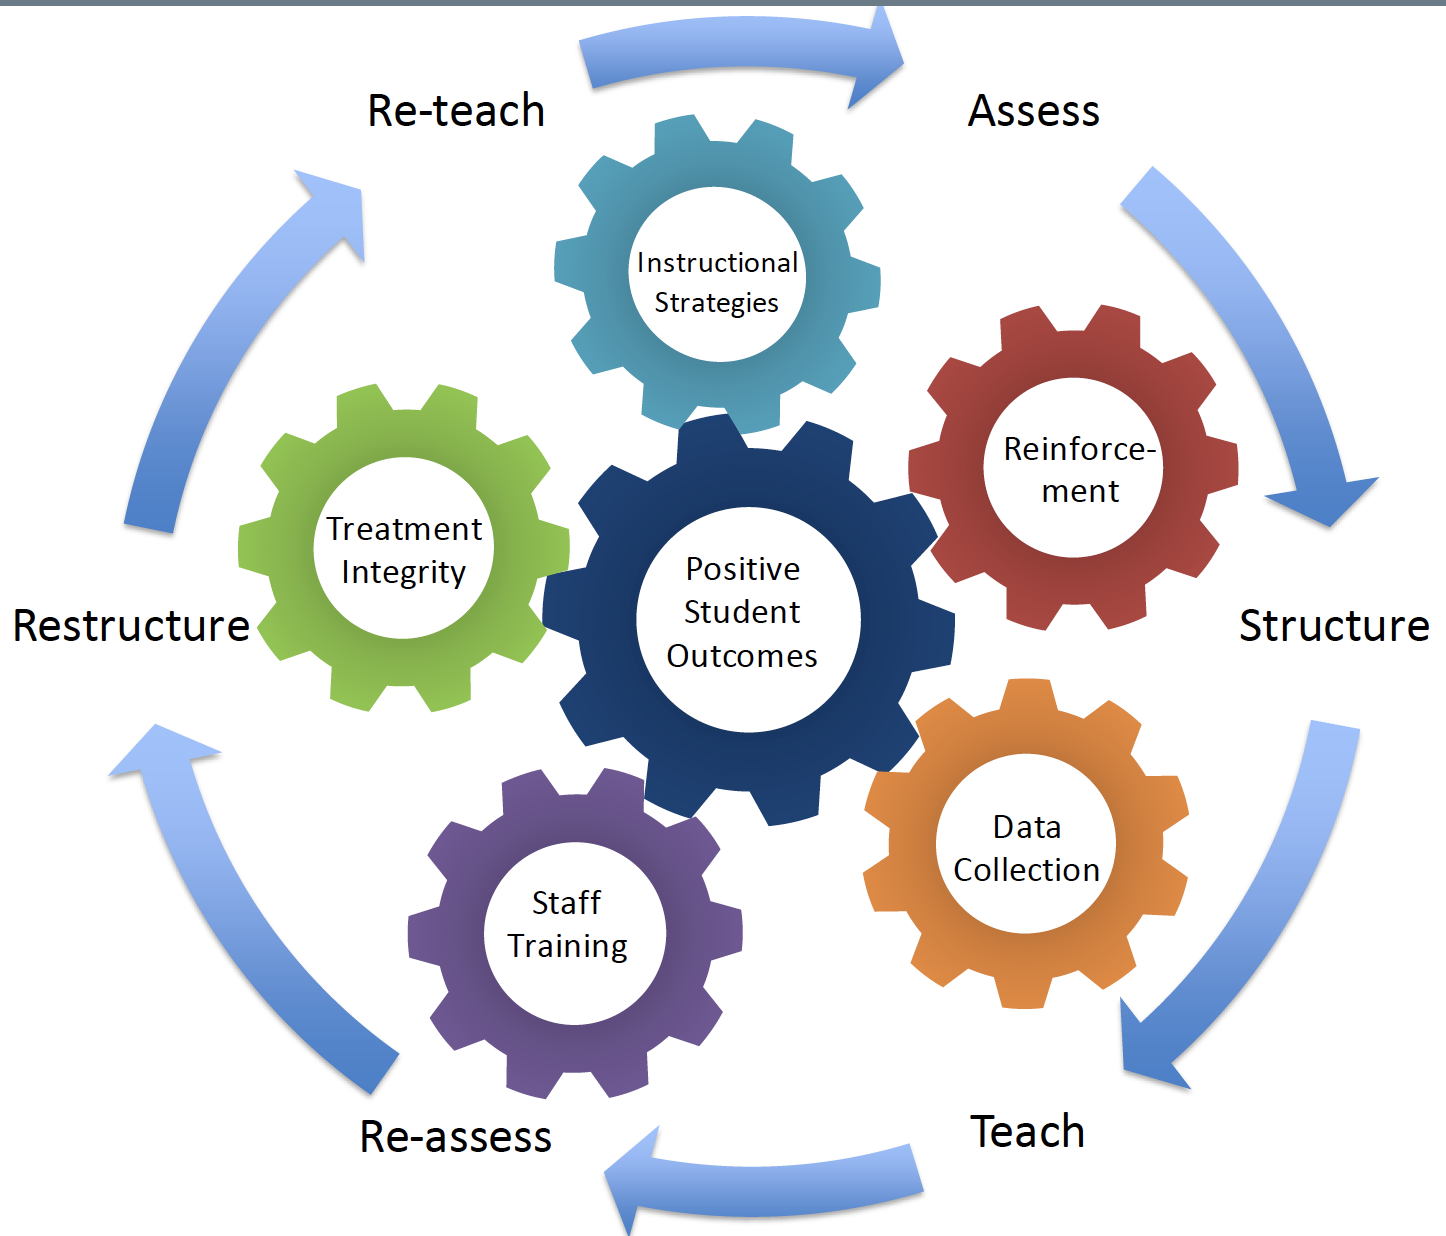 Re-teach
Assess
Instructional
Strategies
Reinforce-
ment
Treatment
Integrity
Positive
Student
Outcomes
Restructure
Structure
Data
Collection
Staff
Training
Re-assess
Teach